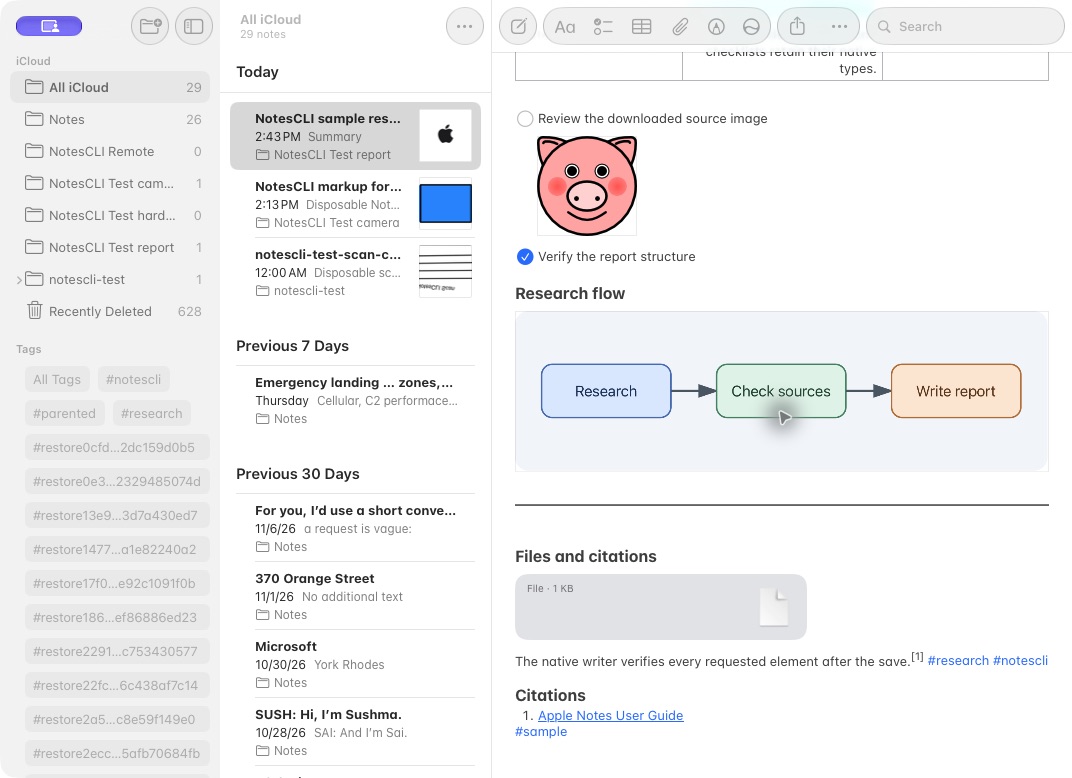 iCloud
All iCloud 29
Notes 26
NotesCLI Remote 0
NotesCLI Test cam... 1
NotesCLI Test hard... 0
NotesCLI Test report 1
notescli-test 1
Recently Deleted 628
Tags
All Tags #notescli
#parented #research
#restore0cfd...2dc159d0b5
#restore0e3...2329485074d
#restore13e9...3d7a430ed7
#restore1477...a1e82240a2
#restore17f0...e92c1091f0b
#restore186...ef86886ed23
#restore2291...c753430577
#restore22fc...6c438af7c14
#restore2a5...c8e59f149e0
#restore2ecc...5afb70684fb
All iCloud
29 notes
Today
NotesCLI sample res...
2:43 PM Summary
NotesCLI Test report
NotesCLI markup for...
2:13 PM Disposable Not...
NotesCLI Test camera
notescli-test-scan-c...
12:00 AM Disposable sc...
notescli-test
Previous 7 Days
Emergency landing ... zones,...
Thursday Cellular, C2 performace...
Notes
Previous 30 Days
For you, I’d use a short conve...
11/6/26 a request is vague:
Notes
370 Orange Street
11/1/26 No additional text
Notes
Microsoft
10/30/26 York Rhodes
Notes
SUSH: Hi, I’m Sushma.
10/28/26 SAI: And I’m Sai.
Notes
Aa
Search
checklists retain their native
types.
Review the downloaded source image
Verify the report structure
Research flow
Research Check sources Write report
Files and citations
File · 1 KB
The native writer verifies every requested element after the save.[1] #research #notescli
Citations
1. Apple Notes User Guide
#sample